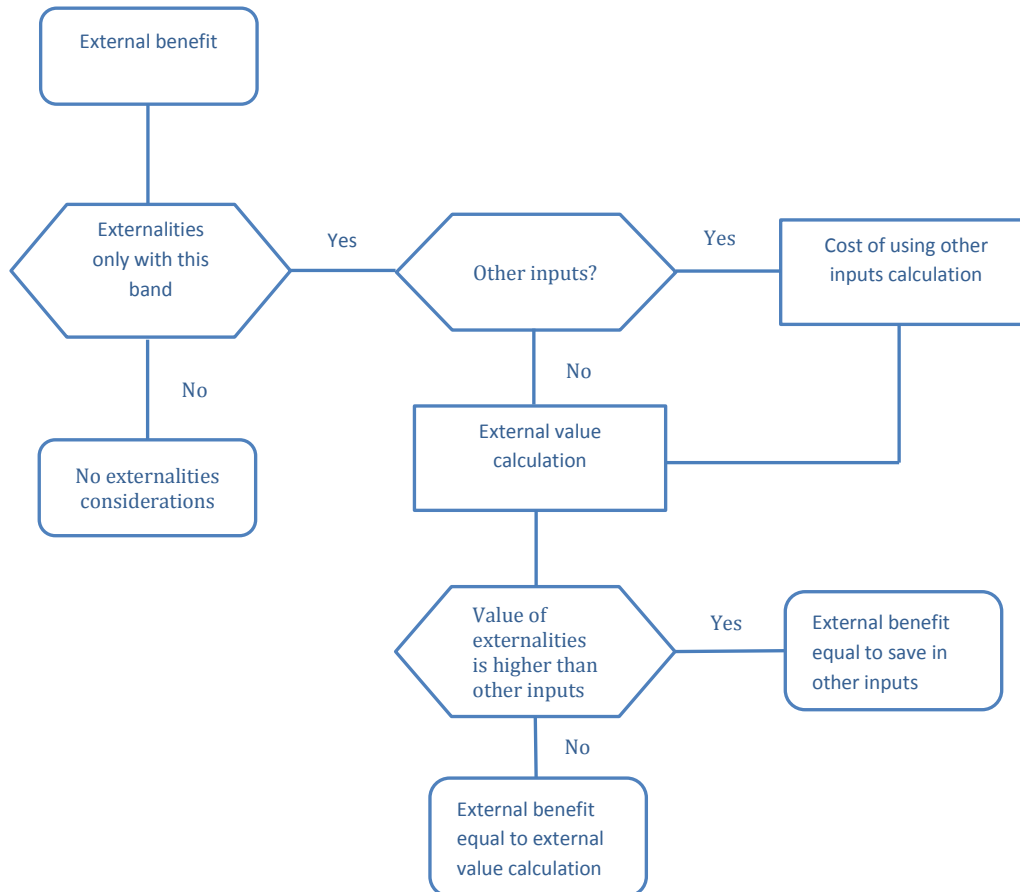 External benefit
Externalities
only with this
band
Yes
Other inputs?
Yes
Cost of using other
inputs calculation
No
No
External value
calculation
No externalities
considerations
Value of
externalities
is higher than
other inputs
Yes
External benefit
equal to save in
other inputs
No
External benefit
equal to external
value calculation